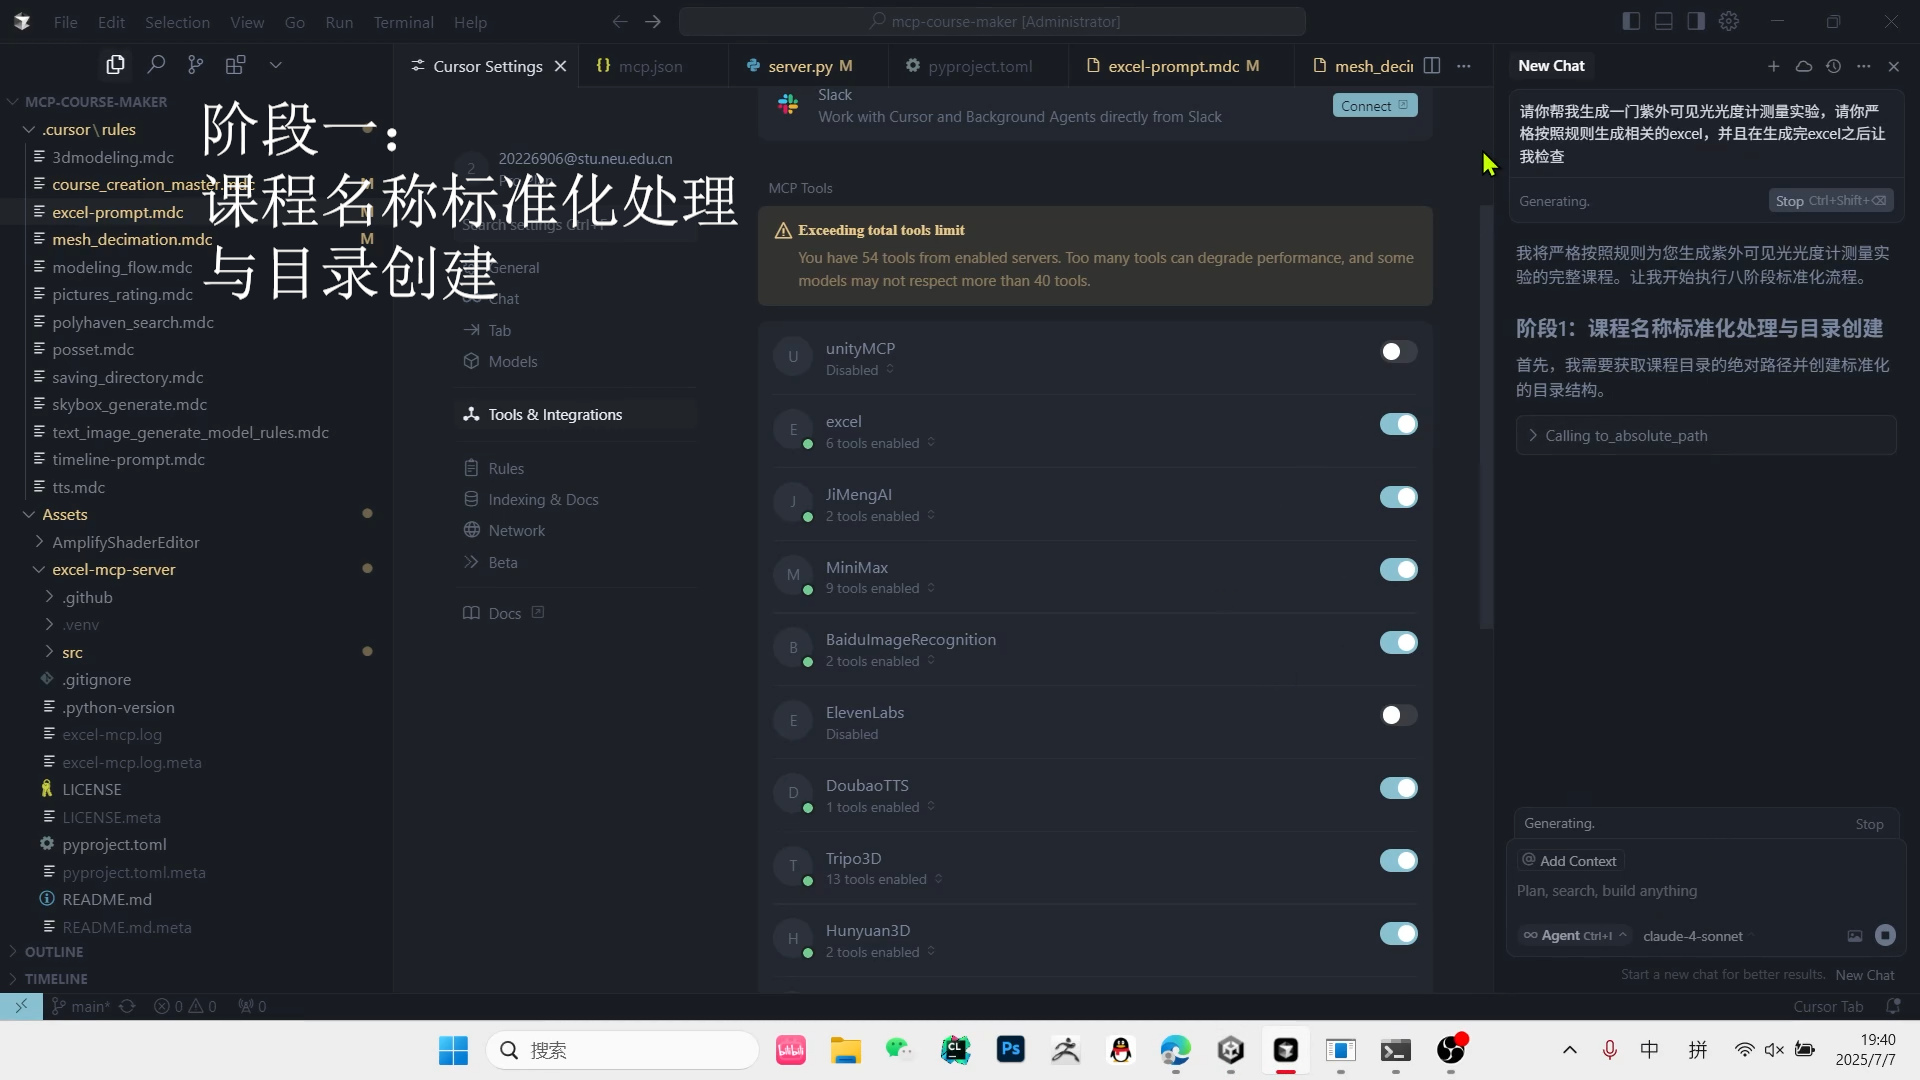 File Edit Selection View Go Run Terminal Help
mcp-course-maker [Administrator]
MCP-COURSE-MAKER
.cursor\rules
3dmodeling.mdc
course_creation_master.mdc M
excel-prompt.mdc M
mesh_decimation.mdc M
modeling_flow.mdc
pictures_rating.mdc
polyhaven_search.mdc
posset.mdc
saving_directory.mdc
skybox_generate.mdc
text_image_generate_model_rules.mdc
timeline-prompt.mdc
tts.mdc
Assets
AmplifyShaderEditor
excel-mcp-server
.github
.venv
src
.gitignore
.python-version
excel-mcp.log
excel-mcp.log.meta
LICENSE
LICENSE.meta
pyproject.toml
pyproject.toml.meta
README.md
README.md.meta
OUTLINE
TIMELINE
阶段一：
课程名称标准化处理
与目录创建
Cursor Settings
mcp.json
server.py M
pyproject.toml
excel-prompt.mdc M
mesh_deci
2
20226906@stu.neu.edu.cn
Search settings Ctrl+F
General
Chat
Tab
Models
Tools & Integrations
Rules
Indexing & Docs
Network
Beta
Docs
Slack
Work with Cursor and Background Agents directly from Slack
Connect
MCP Tools
Exceeding total tools limit
You have 54 tools from enabled servers. Too many tools can degrade performance, and some
models may not respect more than 40 tools.
U
unityMCP
Disabled
E
excel
6 tools enabled
J
JiMengAI
2 tools enabled
M
MiniMax
9 tools enabled
B
BaiduImageRecognition
2 tools enabled
E
ElevenLabs
Disabled
D
DoubaoTTS
1 tools enabled
T
Tripo3D
13 tools enabled
H
Hunyuan3D
2 tools enabled
New Chat
请你帮我生成一门紫外可见光光度计测量实验，请你严
格按照规则生成相关的excel，并且在生成完excel之后让
我检查
Generating.
Stop Ctrl+Shift+⌫
我将严格按照规则为您生成紫外可见光光度计测量实
验的完整课程。让我开始执行八阶段标准化流程。
阶段1：课程名称标准化处理与目录创建
首先，我需要获取课程目录的绝对路径并创建标准化
的目录结构。
Calling to_absolute_path
Generating.
Stop
@ Add Context
Plan, search, build anything
∞ Agent Ctrl+I
claude-4-sonnet
Start a new chat for better results. New Chat
main* 0 0 0
Cursor Tab
搜索
bilibili
CL
Ps
中
拼
19:40
2025/7/7